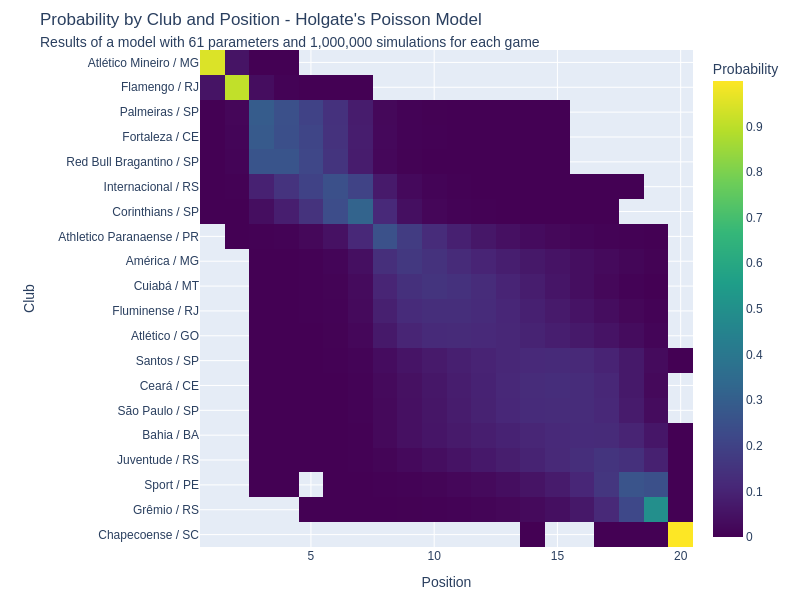 Probability by Club and Position - Holgate's Poisson Model
Results of a model with 61 parameters and 1,000,000 simulations for each game
Probability
Club
Atlético Mineiro / MG
Flamengo / RJ
Palmeiras / SP
Fortaleza / CE
Red Bull Bragantino / SP
Internacional / RS
Corinthians / SP
Athletico Paranaense / PR
América / MG
Cuiabá / MT
Fluminense / RJ
Atlético / GO
Santos / SP
Ceará / CE
São Paulo / SP
Bahia / BA
Juventude / RS
Sport / PE
Grêmio / RS
Chapecoense / SC
0.9
0.8
0.7
0.6
0.5
0.4
0.3
0.2
0.1
0
5 10 15 20
Position